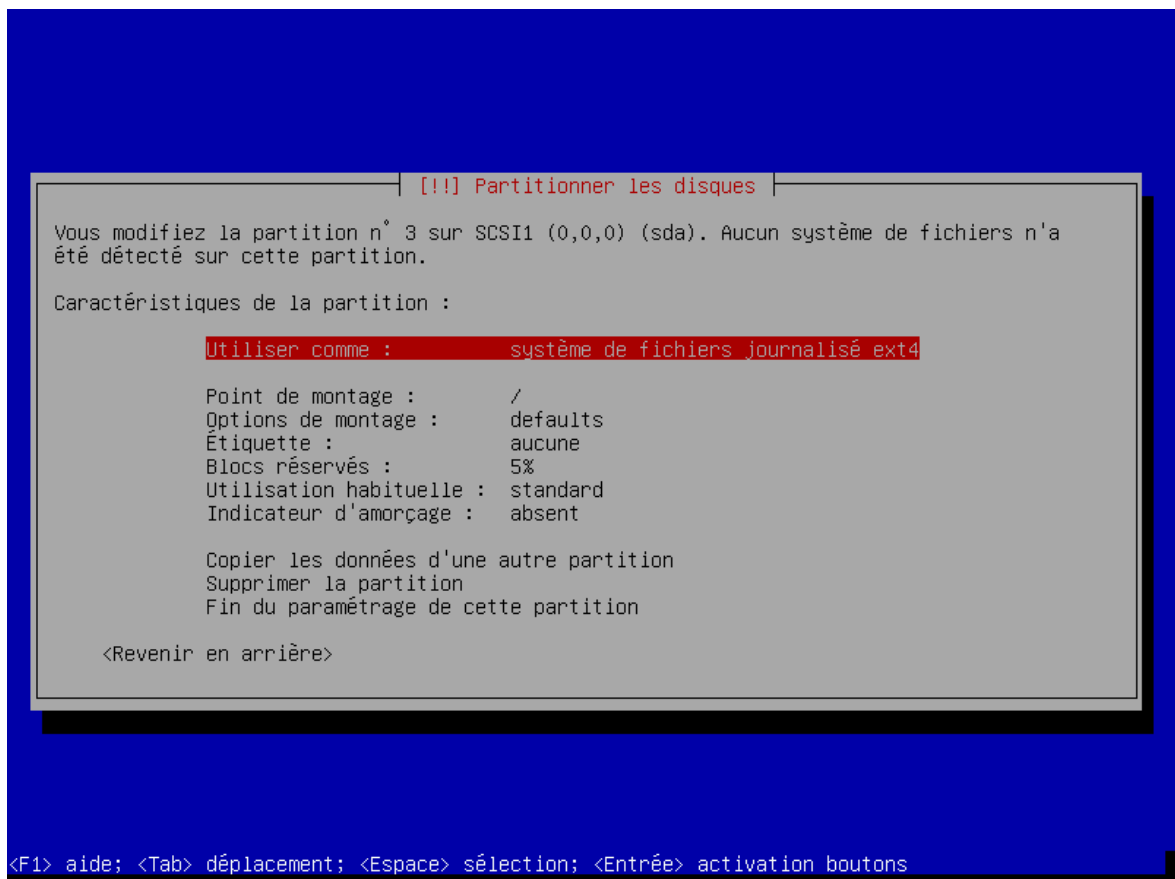 [!!] Partitionner les disques
Vous modifiez la partition n° 3 sur SCSI1 (0,0,0) (sda). Aucun système de fichiers n'a
été détecté sur cette partition.
Caractéristiques de la partition :
Utiliser comme : système de fichiers journalisé ext4
Point de montage : /
Options de montage : defaults
Étiquette : aucune
Blocs réservés : 5%
Utilisation habituelle : standard
Indicateur d'amorçage : absent
Copier les données d'une autre partition
Supprimer la partition
Fin du paramétrage de cette partition
<Revenir en arrière>
<F1> aide; <Tab> déplacement; <Espace> sélection; <Entrée> activation boutons